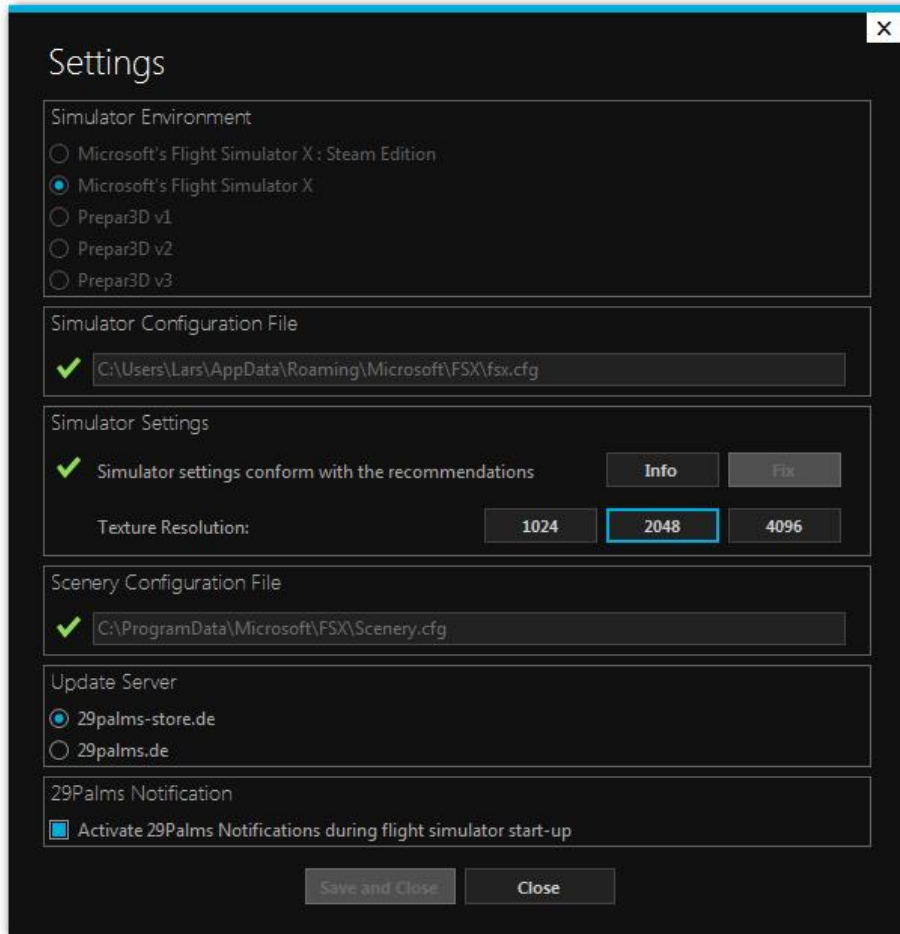 X
Settings
Simulator Environment
Microsoft's Flight Simulator X : Steam Edition
Microsoft's Flight Simulator X
Prepar3D v1
Prepar3D v2
Prepar3D v3
Simulator Configuration File
C:\Users\Lars\AppData\Roaming\Microsoft\FSX\fsx.cfg
Simulator Settings
Simulator settings conform with the recommendations Info Fix
Texture Resolution: 1024 2048 4096
Scenery Configuration File
C:\ProgramData\Microsoft\FSX\Scenery.cfg
Update Server
29palms-store.de
29palms.de
29Palms Notification
Activate 29Palms Notifications during flight simulator start-up
Save and Close Close